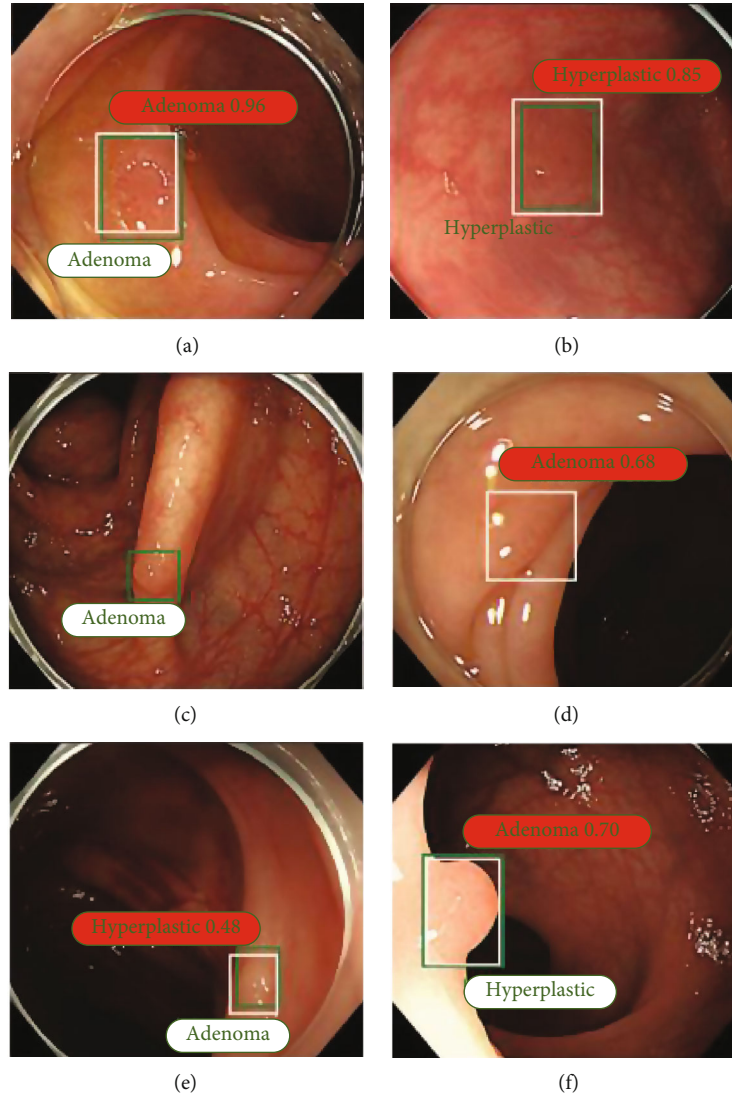 Adenoma 0.96
Adenoma
(a)
Hyperplastic 0.85
Hyperplastic
(b)
Adenoma
(c)
Adenoma 0.68
(d)
Hyperplastic 0.48
Adenoma
(e)
Adenoma 0.70
Hyperplastic
(f)